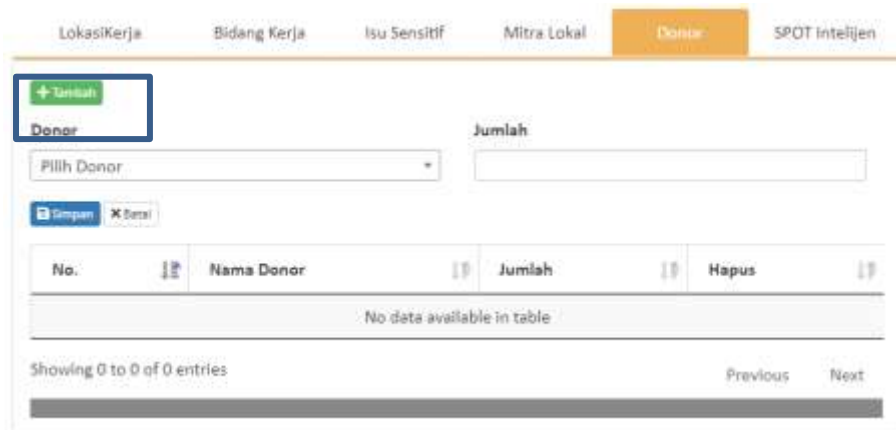 LokasiKerja Bidang Kerja Isu Sensitif Mitra Lokal Donor SPOT Intelijen
+ Tambah
Donor Jumlah
Pilih Donor
Simpan Batal
No. Nama Donor Jumlah Hapus
No data available in table
Showing 0 to 0 of 0 entries
Previous Next